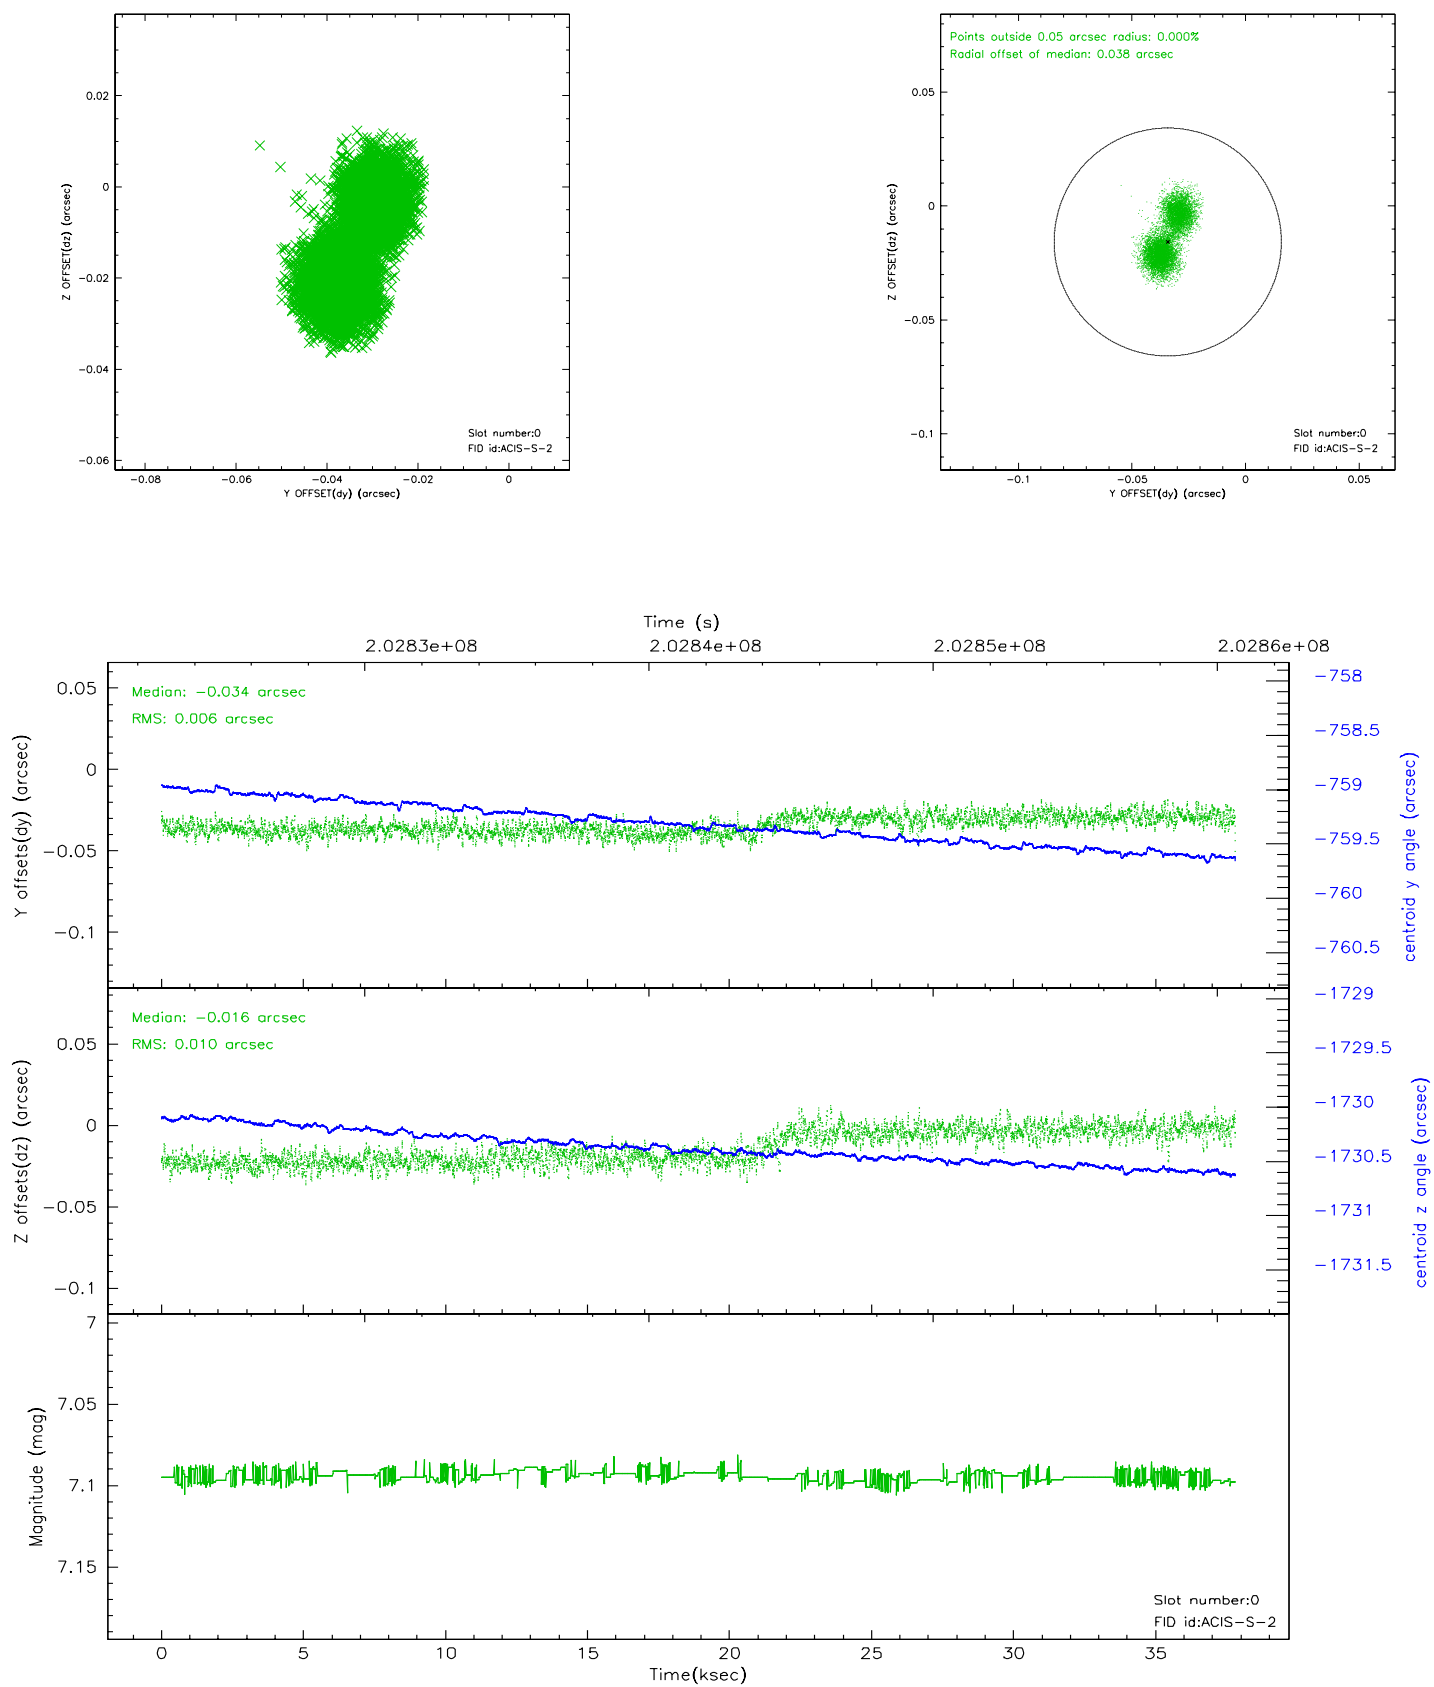 0.02
0
−0.02
−0.04
−0.06
Z OFFSET(dz) (arcsec)
−0.08
−0.06
−0.04
−0.02
0
Y OFFSET(dy) (arcsec)
Slot number:0
FID id:ACIS−S−2
Points outside 0.05 arcsec radius: 0.000%
Radial offset of median: 0.038 arcsec
0.05
0
−0.05
−0.1
Z OFFSET(dz) (arcsec)
−0.1
−0.05
0
0.05
Y OFFSET(dy) (arcsec)
Slot number:0
FID id:ACIS−S−2
Time (s)
2.0283e+08
2.0284e+08
2.0285e+08
2.0286e+08
Median: −0.034 arcsec
RMS: 0.006 arcsec
0.05
0
−0.05
−0.1
Y offsets(dy) (arcsec)
−758
−758.5
−759
−759.5
−760
−760.5
centroid y angle (arcsec)
Median: −0.016 arcsec
RMS: 0.010 arcsec
0.05
0
−0.05
−0.1
Z offsets(dz) (arcsec)
−1729
−1729.5
−1730
−1730.5
−1731
−1731.5
centroid z angle (arcsec)
7
7.05
7.1
7.15
Magnitude (mag)
Slot number:0
FID id:ACIS−S−2
0
5
10
15
20
25
30
35
Time(ksec)